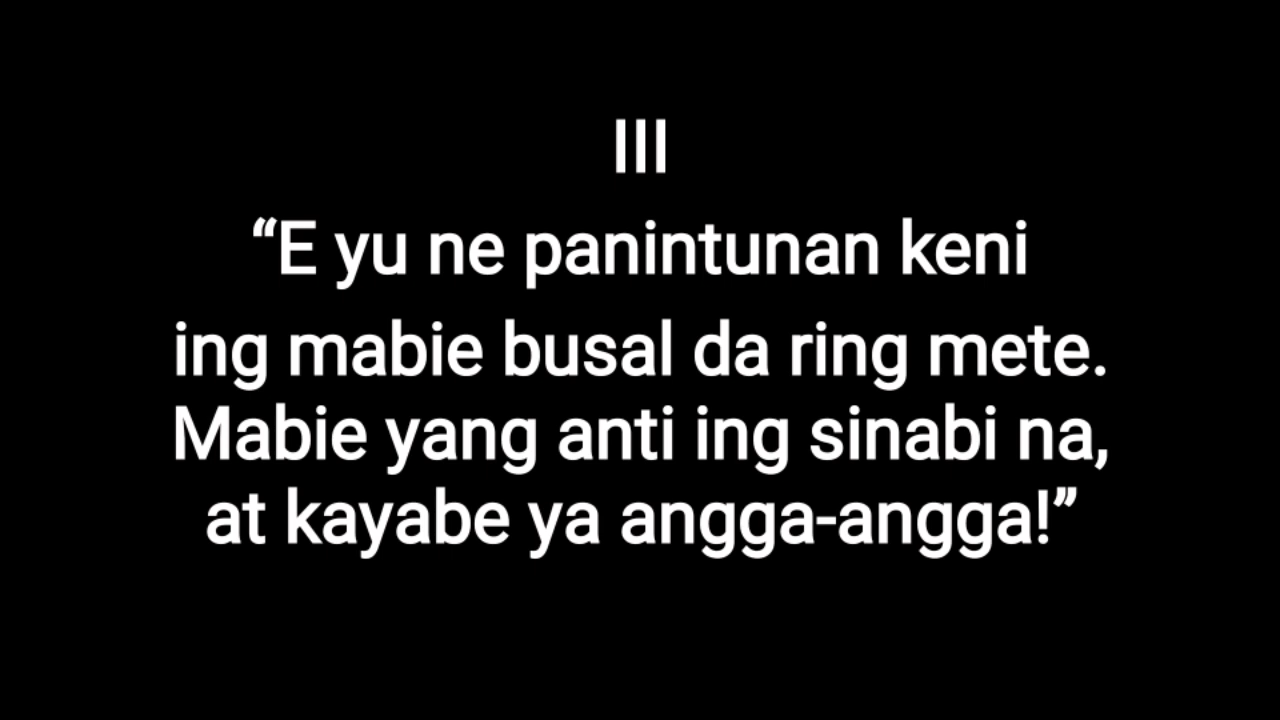 III
“E yu ne panintunan keni
ing mabie busal da ring mete.
Mabie yang anti ing sinabi na,
at kayabe ya angga-angga!”